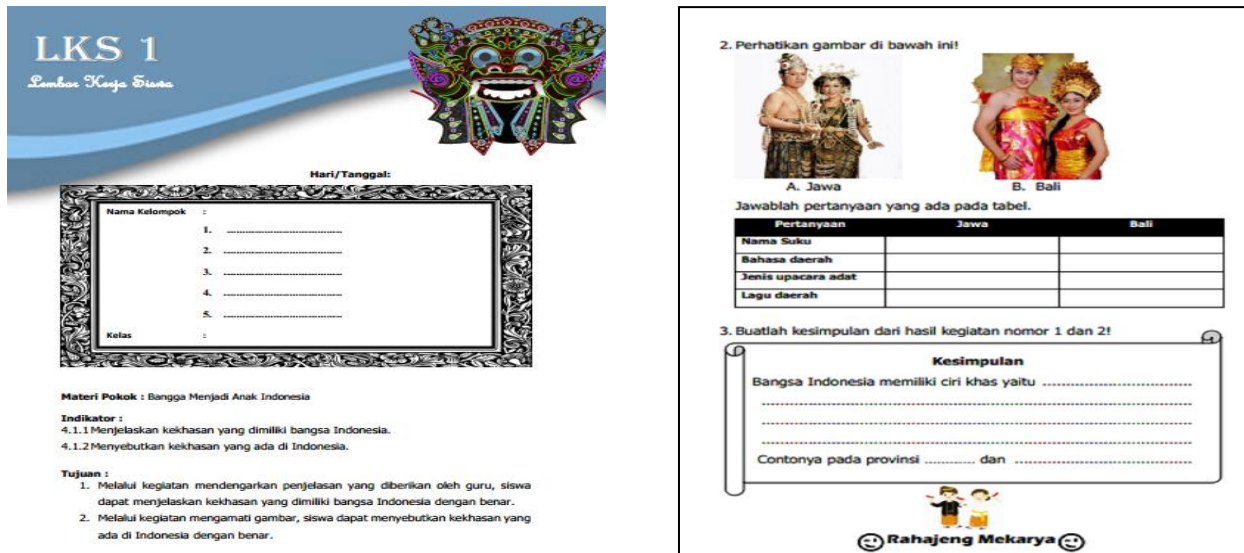 LKS 1
Lembar Kerja Siswa
Hari/Tanggal:
Nama Kelompok :
1. ........................................
2. ........................................
3. ........................................
4. ........................................
5. ........................................
Kelas :
Materi Pokok : Bangga Menjadi Anak Indonesia
Indikator :
4.1.1 Menjelaskan kekhasan yang dimiliki bangsa Indonesia.
4.1.2 Menyebutkan kekhasan yang ada di Indonesia.
Tujuan :
1. Melalui kegiatan mendengarkan penjelasan yang diberikan oleh guru, siswa
dapat menjelaskan kekhasan yang dimiliki bangsa Indonesia dengan benar.
2. Melalui kegiatan mengamati gambar, siswa dapat menyebutkan kekhasan yang
ada di Indonesia dengan benar.
2. Perhatikan gambar di bawah ini!
A. Jawa B. Bali
Jawablah pertanyaan yang ada pada tabel.
Pertanyaan Jawa Bali
Nama Suku
Bahasa daerah
Jenis upacara adat
Lagu daerah
3. Buatlah kesimpulan dari hasil kegiatan nomor 1 dan 2!
Kesimpulan
Bangsa Indonesia memiliki ciri khas yaitu ................................
................................................................................
................................................................................
................................................................................
Contonya pada provinsi ........... dan ......................................
Rahajeng Mekarya